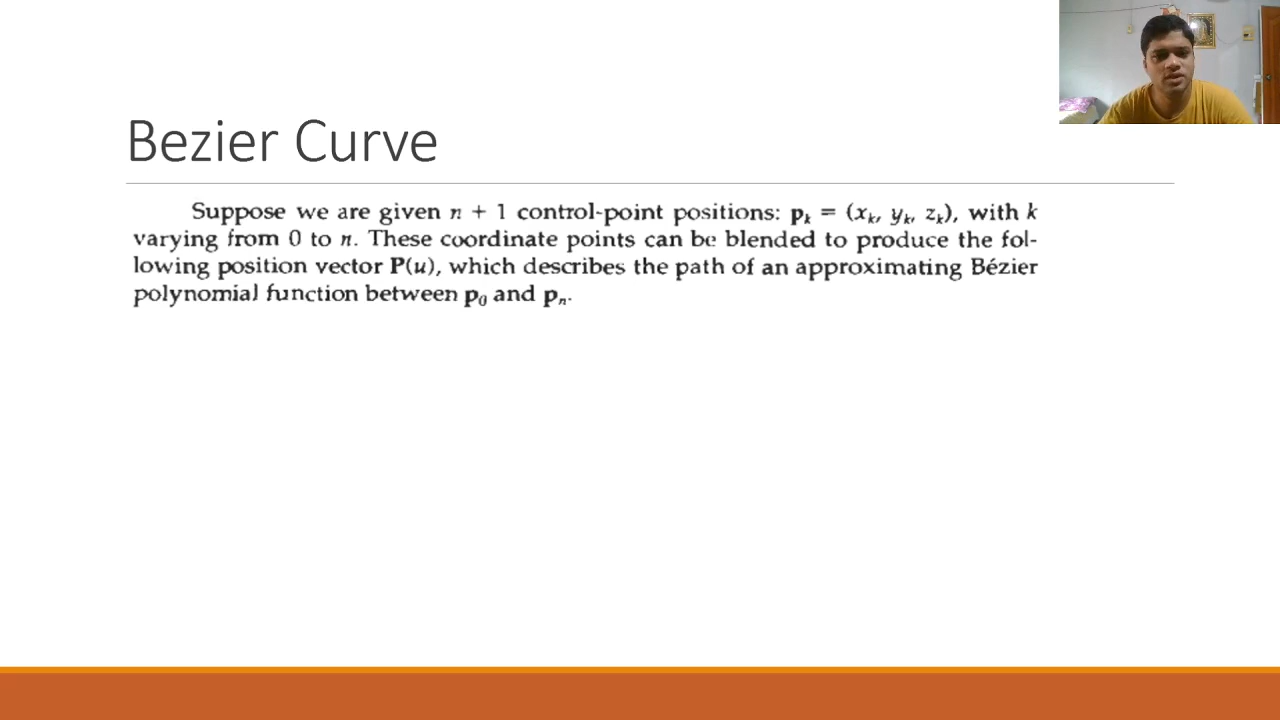 Bezier Curve
Suppose we are given n + 1 control-point positions: pₖ = (xₖ, yₖ, zₖ), with k
varying from 0 to n. These coordinate points can be blended to produce the fol-
lowing position vector P(u), which describes the path of an approximating Bézier
polynomial function between p₀ and pₙ.